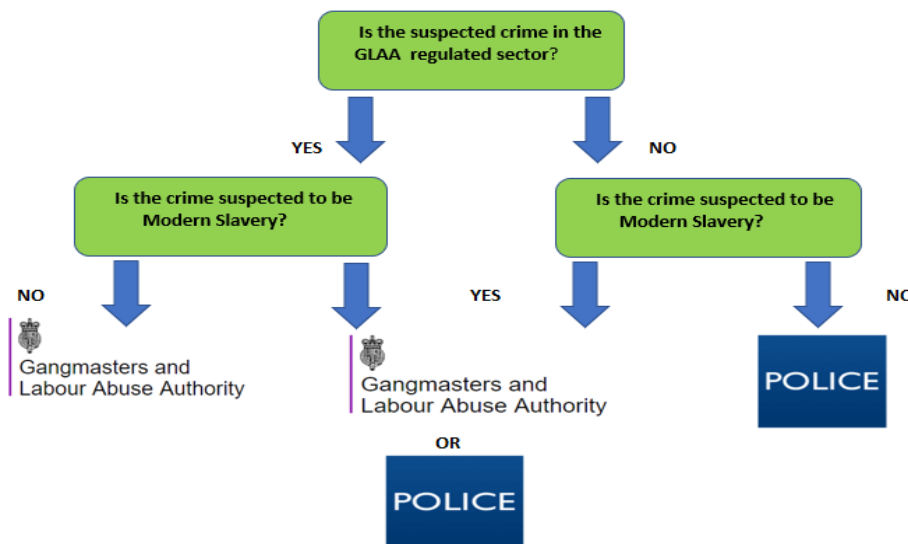 Is the suspected crime in the
GLAA regulated sector?
YES
NO
Is the crime suspected to be
Modern Slavery?
Is the crime suspected to be
Modern Slavery?
NO
YES
NO
Gangmasters and
Labour Abuse Authority
Gangmasters and
Labour Abuse Authority
POLICE
OR
POLICE